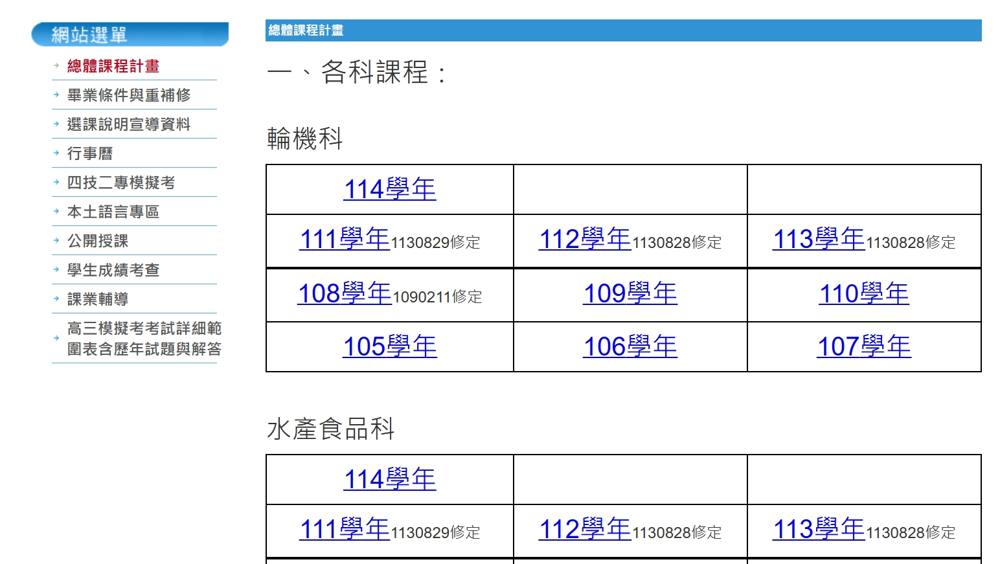 網站選單
總體課程計畫
畢業條件與重補修
選課說明宣導資料
行事曆
四技二專模擬考
本土語言專區
公開授課
學生成績考查
課業輔導
高三模擬考考試詳細範
圍表含歷年試題與解答
總體課程計畫
一、各科課程：
輪機科
114學年
111學年1130829修定 112學年1130828修定 113學年1130828修定
108學年1090211修定 109學年 110學年
105學年 106學年 107學年
水產食品科
114學年
111學年1130829修定 112學年1130828修定 113學年1130828修定